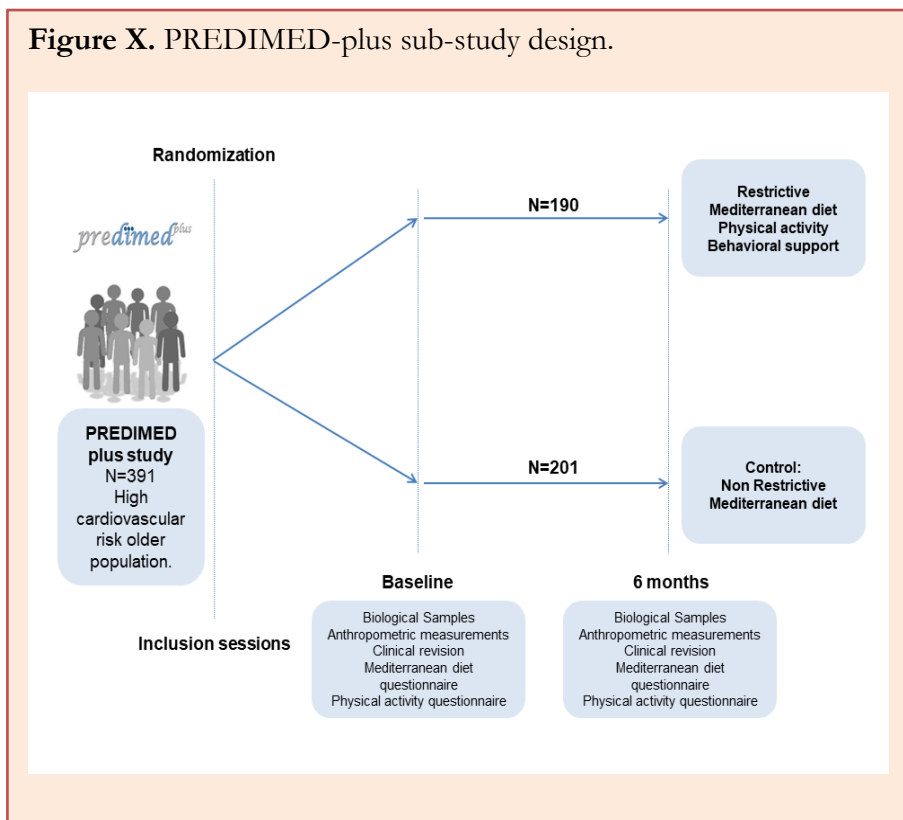 Figure X. PREDIMED-plus sub-study design.
Randomization
predimed plus
PREDIMED
plus study
N=391
High
cardiovascular
risk older
population.
Inclusion sessions
N=190
Restrictive
Mediterranean diet
Physical activity
Behavioral support
N=201
Control:
Non Restrictive
Mediterranean diet
Baseline
Biological Samples
Anthropometric measurements
Clinical revision
Mediterranean diet
questionnaire
Physical activity questionnaire
6 months
Biological Samples
Anthropometric measurements
Clinical revision
Mediterranean diet
questionnaire
Physical activity questionnaire